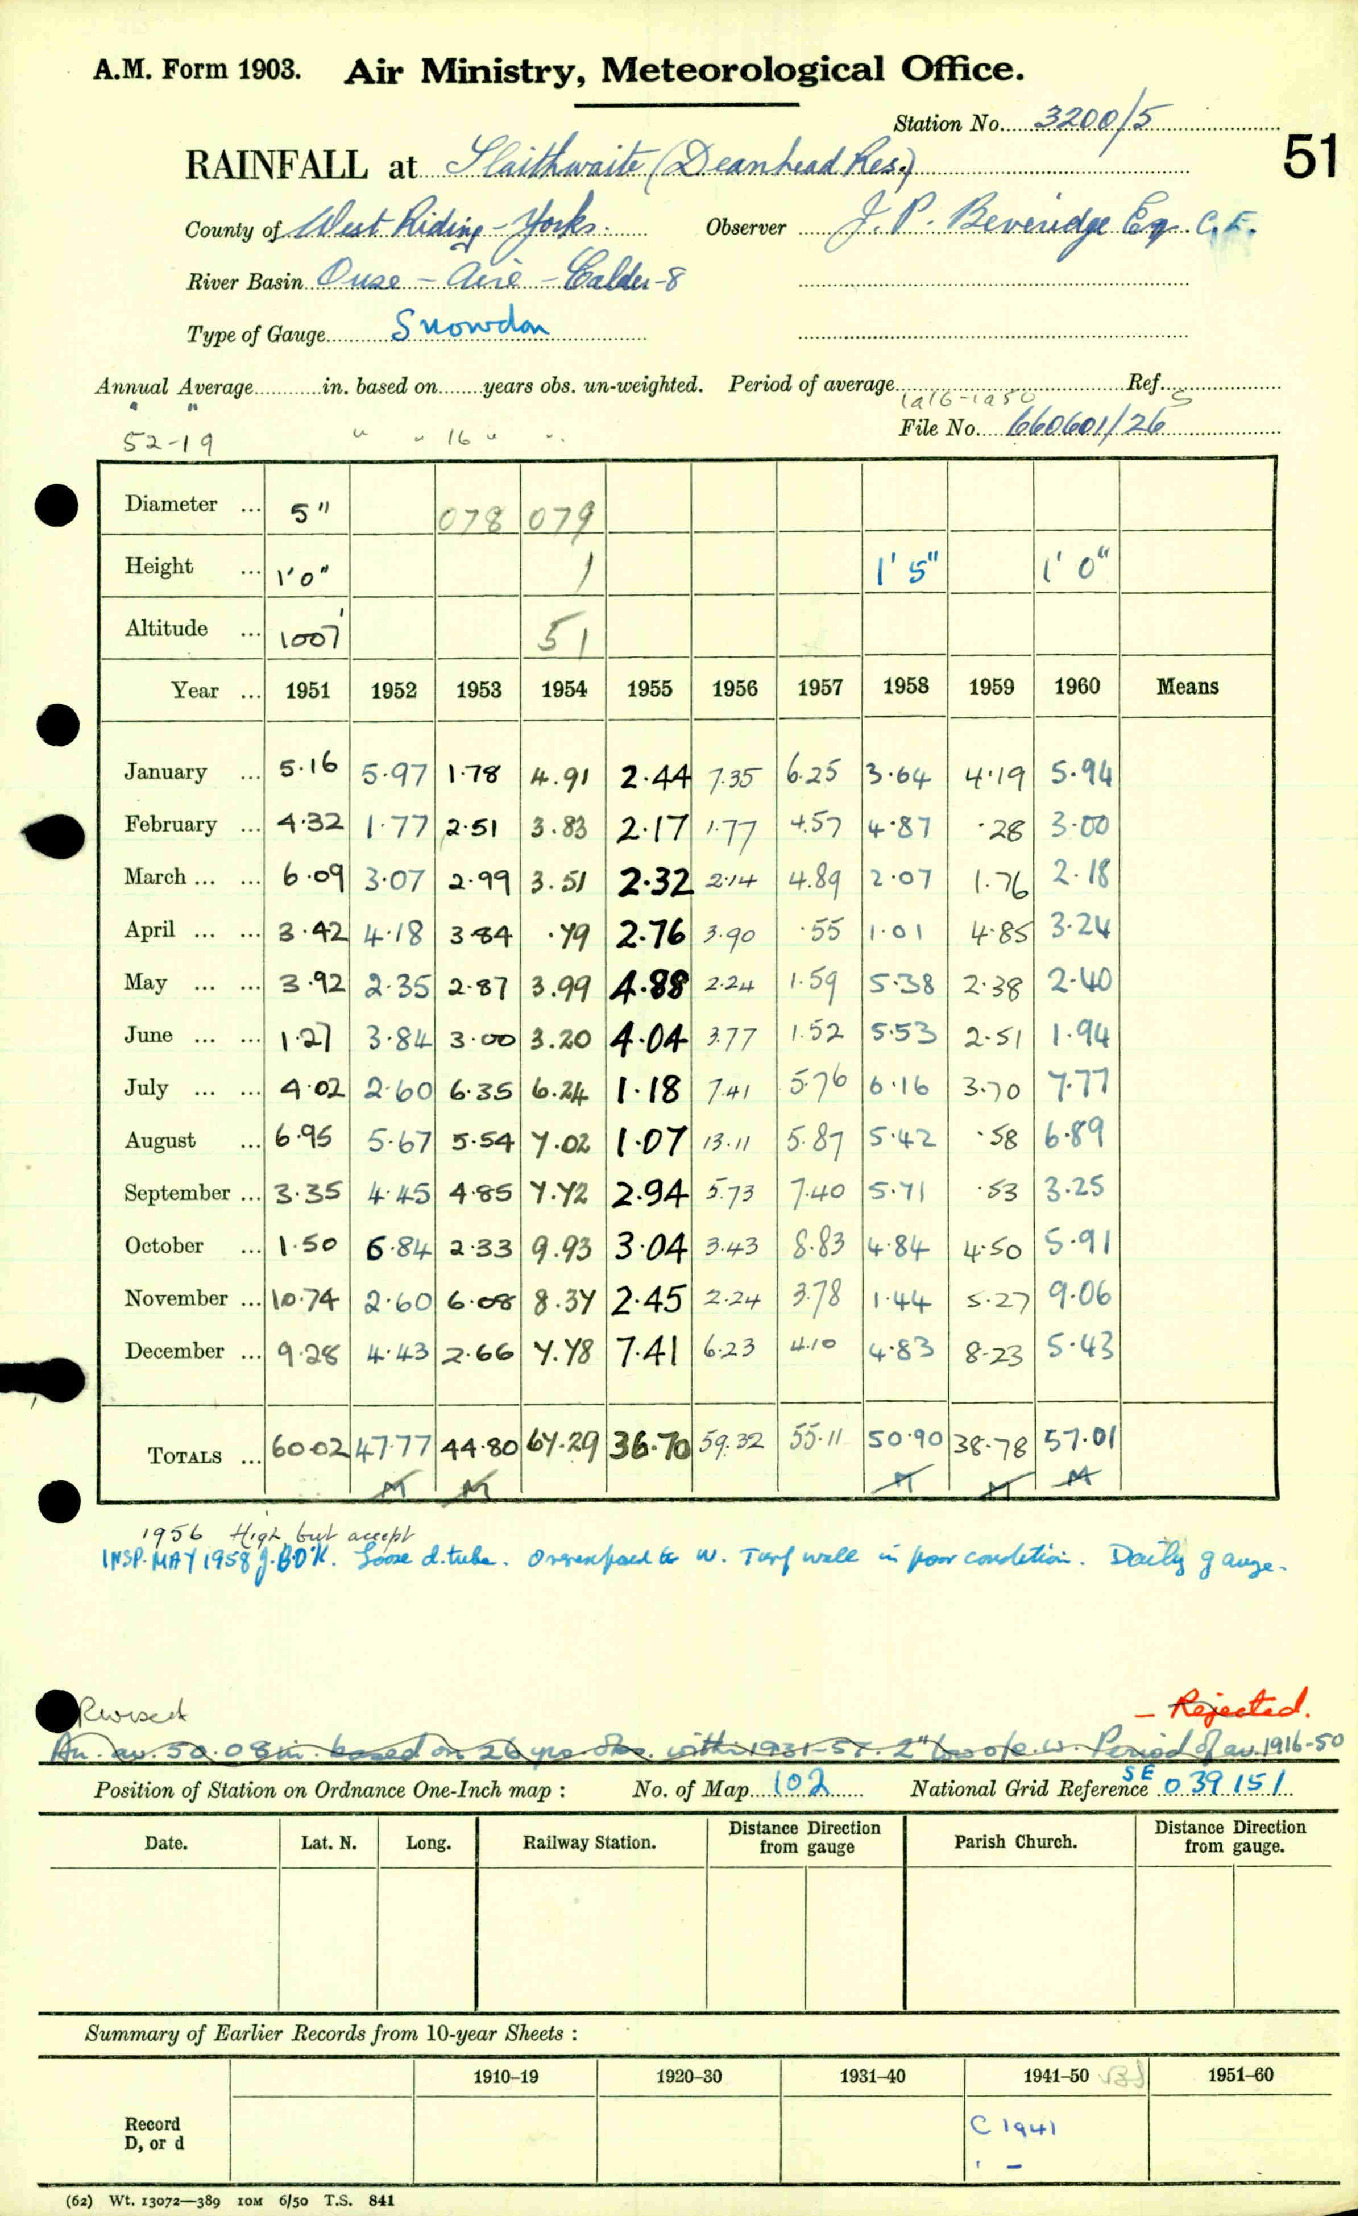 A.M. Form 1903. Air Ministry, Meteorological Office.
Station No. 3200/5
51
RAINFALL at Slaithwaite (Deanhead Res.)
County of West Riding - Yorks. Observer J. P. Beveridge Esq. C.E.
River Basin Ouse - Aire - Calder - 8
Type of Gauge Snowdon
Annual Average in. based on years obs. un-weighted. Period of average 1916-1950 Ref. S
" "
52-19 " " 16 " " File No. 660601/26
Diameter ... 5" 078 079
Height ... 1'0" 1 1' 5" 1' 0"
Altitude ... 1007' 51
Year ... 1951 1952 1953 1954 1955 1956 1957 1958 1959 1960 Means
January ... 5.16 5.97 1.78 4.91 2.44 7.35 6.25 3.64 4.19 5.94
February ... 4.32 1.77 2.51 3.83 2.17 1.77 4.57 4.87 .28 3.00
March ... ... 6.09 3.07 2.99 3.51 2.32 2.14 4.89 2.07 1.76 2.18
April ... ... 3.42 4.18 3.84 .79 2.76 3.90 .55 1.01 4.85 3.24
May ... ... 3.92 2.35 2.87 3.99 4.88 2.24 1.59 5.38 2.38 2.40
June ... ... 1.27 3.84 3.00 3.20 4.04 3.77 1.52 5.53 2.51 1.94
July ... ... 4.02 2.60 6.35 6.24 1.18 7.41 5.76 6.16 3.70 7.77
August ... 6.95 5.67 5.54 7.02 1.07 13.11 5.87 5.42 .58 6.89
September ... 3.35 4.45 4.85 7.72 2.94 5.73 7.40 5.71 .53 3.25
October ... 1.50 6.84 2.33 9.93 3.04 3.43 8.83 4.84 4.50 5.91
November ... 10.74 2.60 6.08 8.37 2.45 2.24 3.78 1.44 5.27 9.06
December ... 9.28 4.43 2.66 7.78 7.41 6.23 4.10 4.83 8.23 5.43
TOTALS ... 60.02 47.77 44.80 67.29 36.70 59.32 55.11 50.90 38.78 57.01
M M M M M
1956 High but accept
INSP. MAY 1958 J.BDK. Loose d.tube. Overexposed to W. Turf wall in poor condition. Daily gauge.
Revised
- Rejected.
An. av. 50.08 in. based on 26 yrs obs. within 1931-57. Period of av. 1916-50
Position of Station on Ordnance One-Inch map : No. of Map 102 National Grid Reference SE 039 151
Date. Lat. N. Long. Railway Station. Distance from Direction gauge Parish Church. Distance from Direction gauge.
Summary of Earlier Records from 10-year Sheets :
1910–19 1920–30 1931–40 1941–50 1951–60
Record D, or d
C 1941
' -
(62) Wt. 13072—389 10M 6/50 T.S. 841